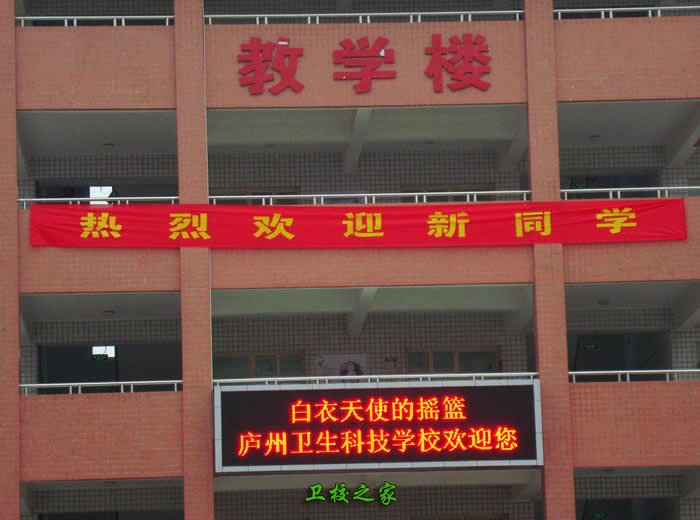 教学楼
热烈欢迎新同学
白衣天使的摇篮
庐州卫生科技学校欢迎您
卫校之家